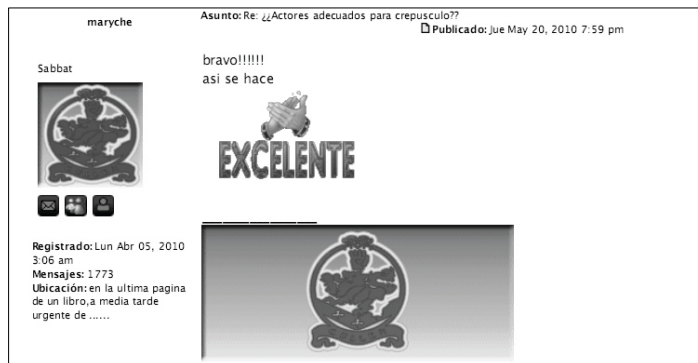 maryche
Asunto: Re: ¿¿Actores adecuados para crepusculo??
Publicado: Jue May 20, 2010 7:59 pm
Sabbat
bravo!!!!!!
asi se hace
EXCELENTE
Registrado: Lun Abr 05, 2010
3:06 am
Mensajes: 1773
Ubicación: en la ultima pagina
de un libro,a media tarde
urgente de ......